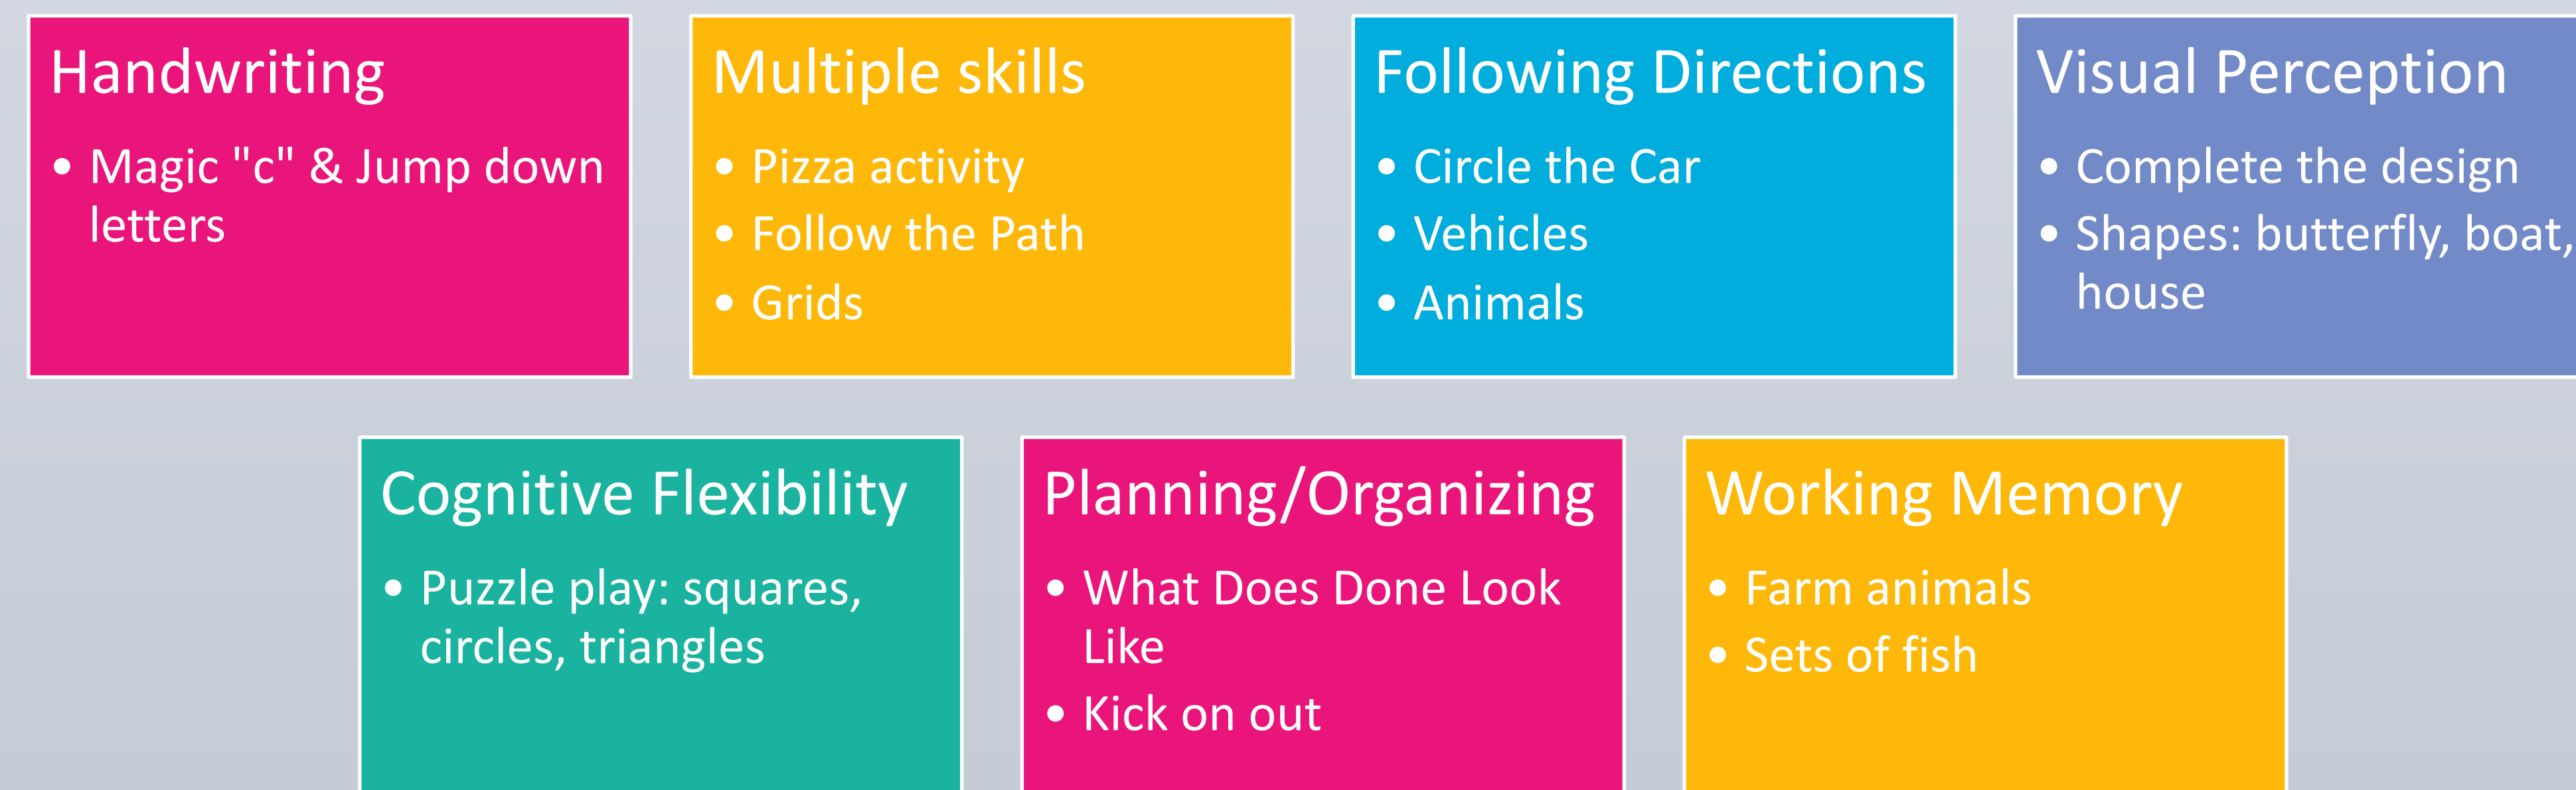 Handwriting
• Magic "c" & Jump down
letters
Multiple skills
• Pizza activity
• Follow the Path
• Grids
Following Directions
• Circle the Car
• Vehicles
• Animals
Visual Perception
• Complete the design
• Shapes: butterfly, boat,
house
Cognitive Flexibility
• Puzzle play: squares,
circles, triangles
Planning/Organizing
• What Does Done Look
Like
• Kick on out
Working Memory
• Farm animals
• Sets of fish